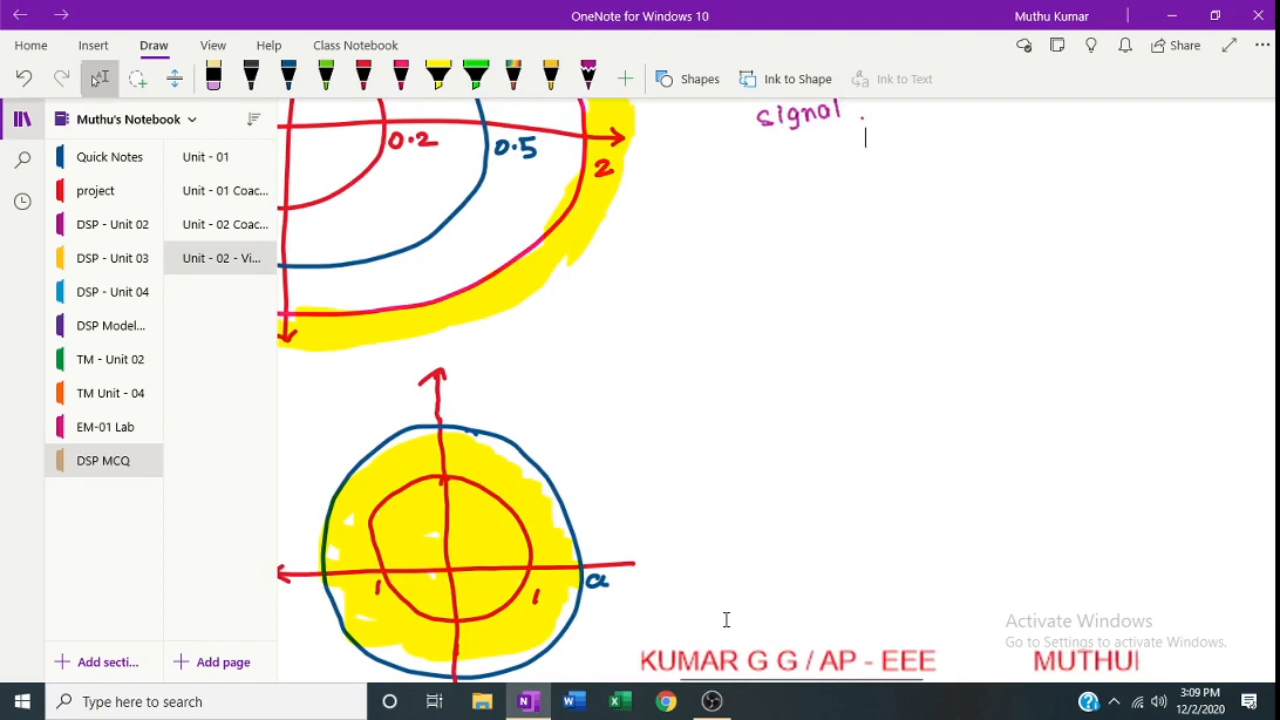 OneNote for Windows 10
Muthu Kumar
Home Insert Draw View Help Class Notebook
Share
Shapes Ink to Shape Ink to Text
Muthu's Notebook
Quick Notes
project
DSP - Unit 02
DSP - Unit 03
DSP - Unit 04
DSP Model...
TM - Unit 02
TM Unit - 04
EM-01 Lab
DSP MCQ
Add secti...
Unit - 01
Unit - 01 Coac...
Unit - 02 Coac...
Unit - 02 - Vi...
Add page
signal .
0.2
0.5
2
1
1
a
Activate Windows
Go to Settings to activate Windows.
KUMAR G G / AP - EEE MUTHU
Type here to search
3:09 PM
12/2/2020